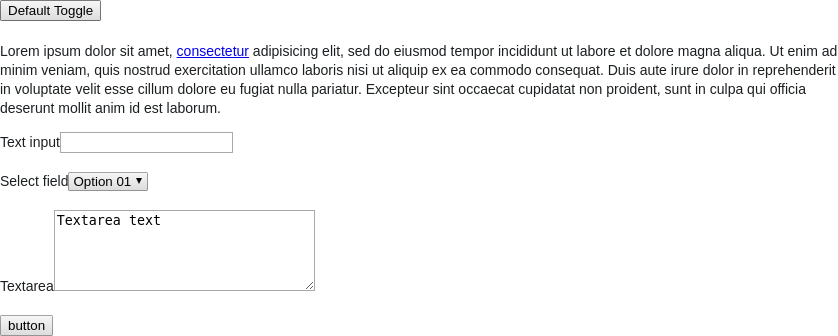 Default Toggle
Lorem ipsum dolor sit amet, consectetur adipisicing elit, sed do eiusmod tempor incididunt ut labore et dolore magna aliqua. Ut enim ad
minim veniam, quis nostrud exercitation ullamco laboris nisi ut aliquip ex ea commodo consequat. Duis aute irure dolor in reprehenderit
in voluptate velit esse cillum dolore eu fugiat nulla pariatur. Excepteur sint occaecat cupidatat non proident, sunt in culpa qui officia
deserunt mollit anim id est laborum.
Text input
Select field Option 01
Textarea text
Textarea
button